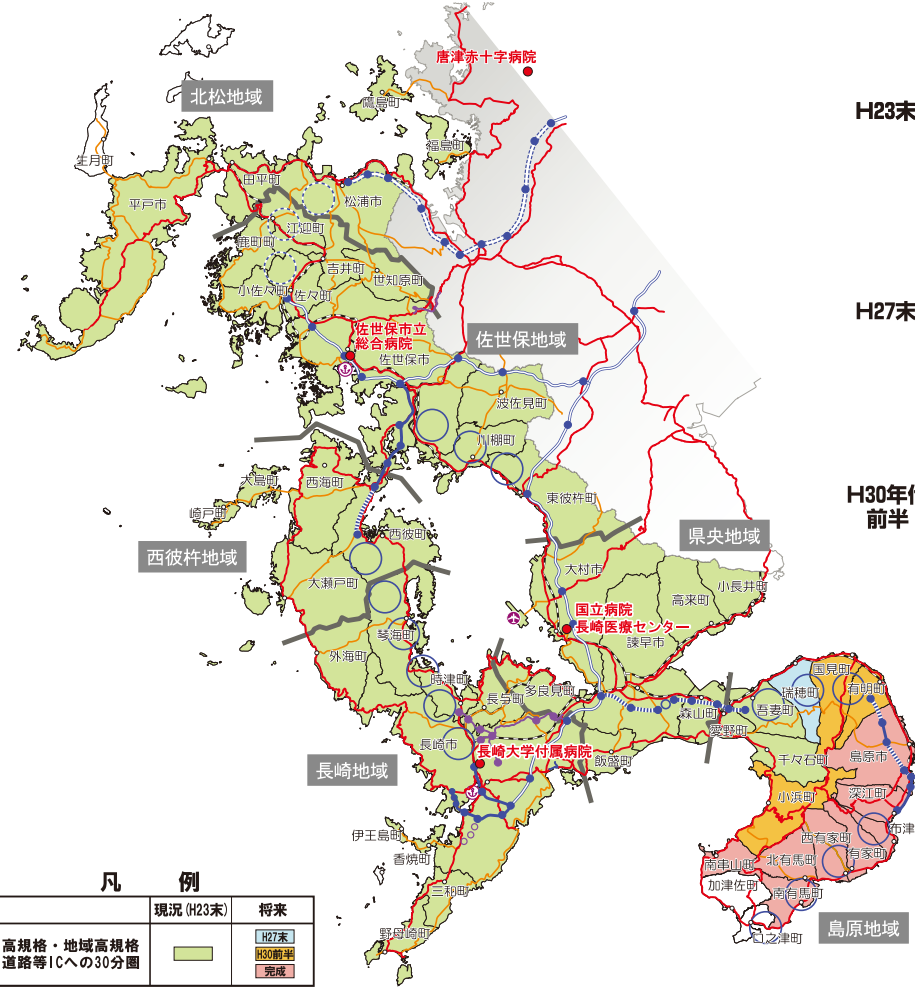 唐津赤十字病院
北松地域
鷹島町
H23末
福島町
生月町
田平町
平戸市
松浦市
江迎町
鹿町町
吉井町
世知原町
小佐々町
佐々町
H27末
佐世保市立
総合病院
佐世保地域
佐世保市
波佐見町
川棚町
大島町
西海町
崎戸町
東彼杵町
H30年
前半
西彼町
県央地域
西彼杵地域
大村市
大瀬戸町
小長井町
高来町
国立病院
長崎医療センター
琴海町
諫早市
外海町
国見町
時津町
多良見町
長与町
瑞穂町
有明町
吾妻町
森山町
愛野町
長崎市
長崎大学付属病院
飯盛町
千々石町
島原市
長崎地域
小浜町
深江町
布津
伊王島町
西有家町
有家町
香焼町
北有馬町
南串山町
加津佐町
南有馬町
三和町
島原地域
口之津町
野母崎町
凡 例
現況(H23末)
将来
高規格・地域高規格
道路等ICへの30分圏
H27末
H30前半
完成